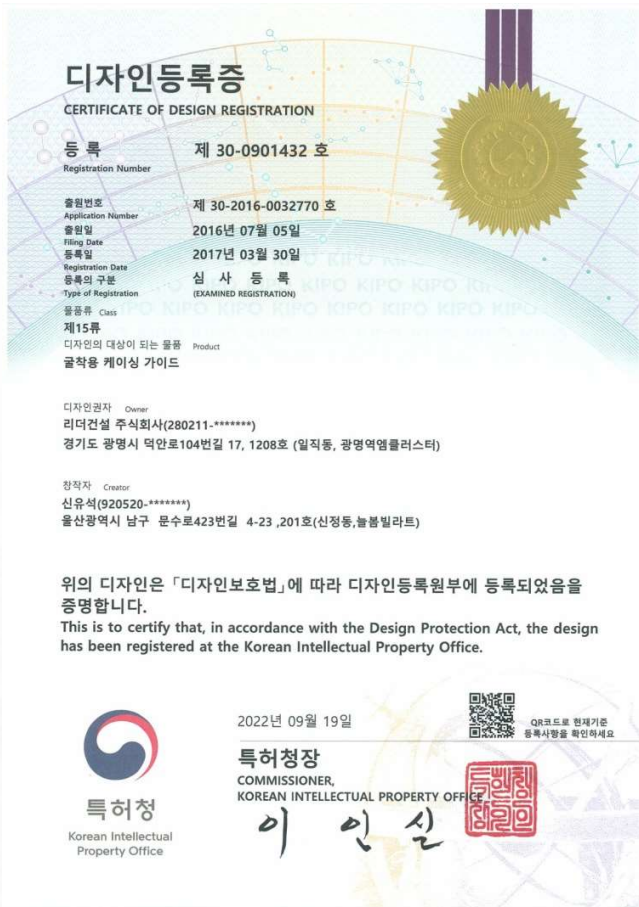 디자인등록증
CERTIFICATE OF DESIGN REGISTRATION
등 록 제 30-0901432 호
Registration Number
출원번호 제 30-2016-0032770 호
Application Number
출원일 2016년 07월 05일
Filing Date
등록일 2017년 03월 30일
Registration Date
등록의 구분 심 사 등 록
Type of Registration (EXAMINED REGISTRATION)
물품류 Class
제15류
디자인의 대상이 되는 물품 Product
굴착용 케이싱 가이드
디자인권자 Owner
리더건설 주식회사(280211-*******)
경기도 광명시 덕안로104번길 17, 1208호 (일직동, 광명역엠클러스터)
창작자 Creator
신유석(920520-*******)
울산광역시 남구 문수로423번길 4-23 ,201호(신정동,늘봄빌라트)
위의 디자인은 「디자인보호법」에 따라 디자인등록원부에 등록되었음을
증명합니다.
This is to certify that, in accordance with the Design Protection Act, the design
has been registered at the Korean Intellectual Property Office.
2022년 09월 19일
QR코드로 현재기준
등록사항을 확인하세요
특허청장
COMMISSIONER,
KOREAN INTELLECTUAL PROPERTY OFFICE
이 인 실
특허청
Korean Intellectual
Property Office